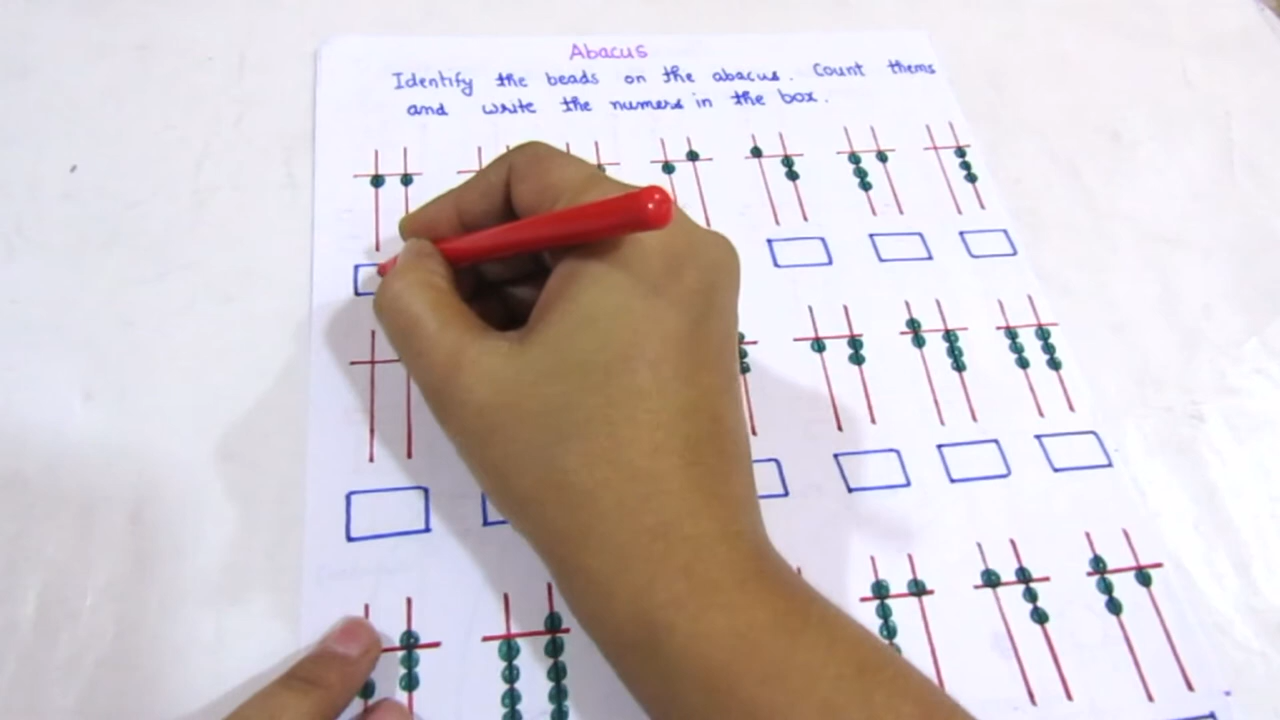 Abacus
Identify the beads on the abacus. Count thems
and write the numers in the box.